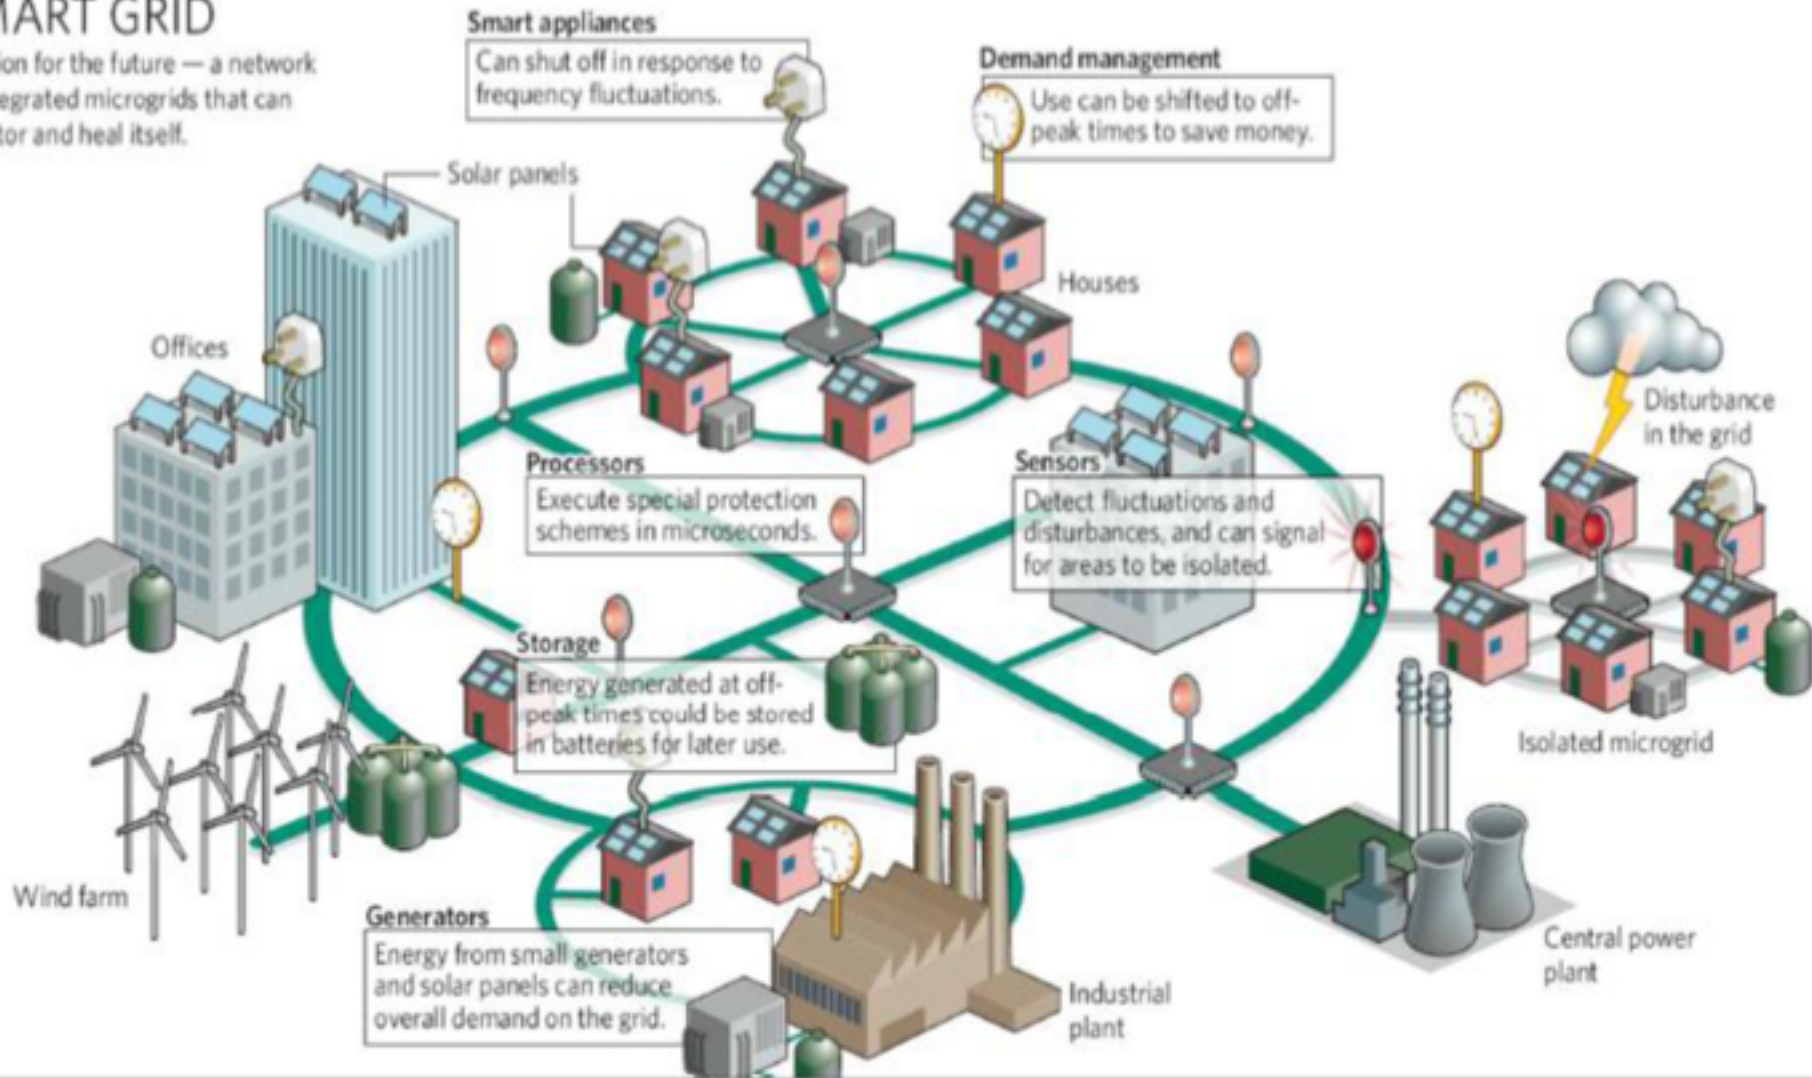 MART GRID
ion for the future — a network
egrated microgrids that can
tor and heal itself.
Smart appliances
Can shut off in response to
frequency fluctuations.
Demand management
Use can be shifted to off-
peak times to save money.
Solar panels
Houses
Offices
Disturbance
in the grid
Processors
Execute special protection
schemes in microseconds.
Sensors
Detect fluctuations and
disturbances, and can signal
for areas to be isolated.
Storage
Energy generated at off-
peak times could be stored
in batteries for later use.
Isolated microgrid
Wind farm
Generators
Energy from small generators
and solar panels can reduce
overall demand on the grid.
Industrial
plant
Central power
plant